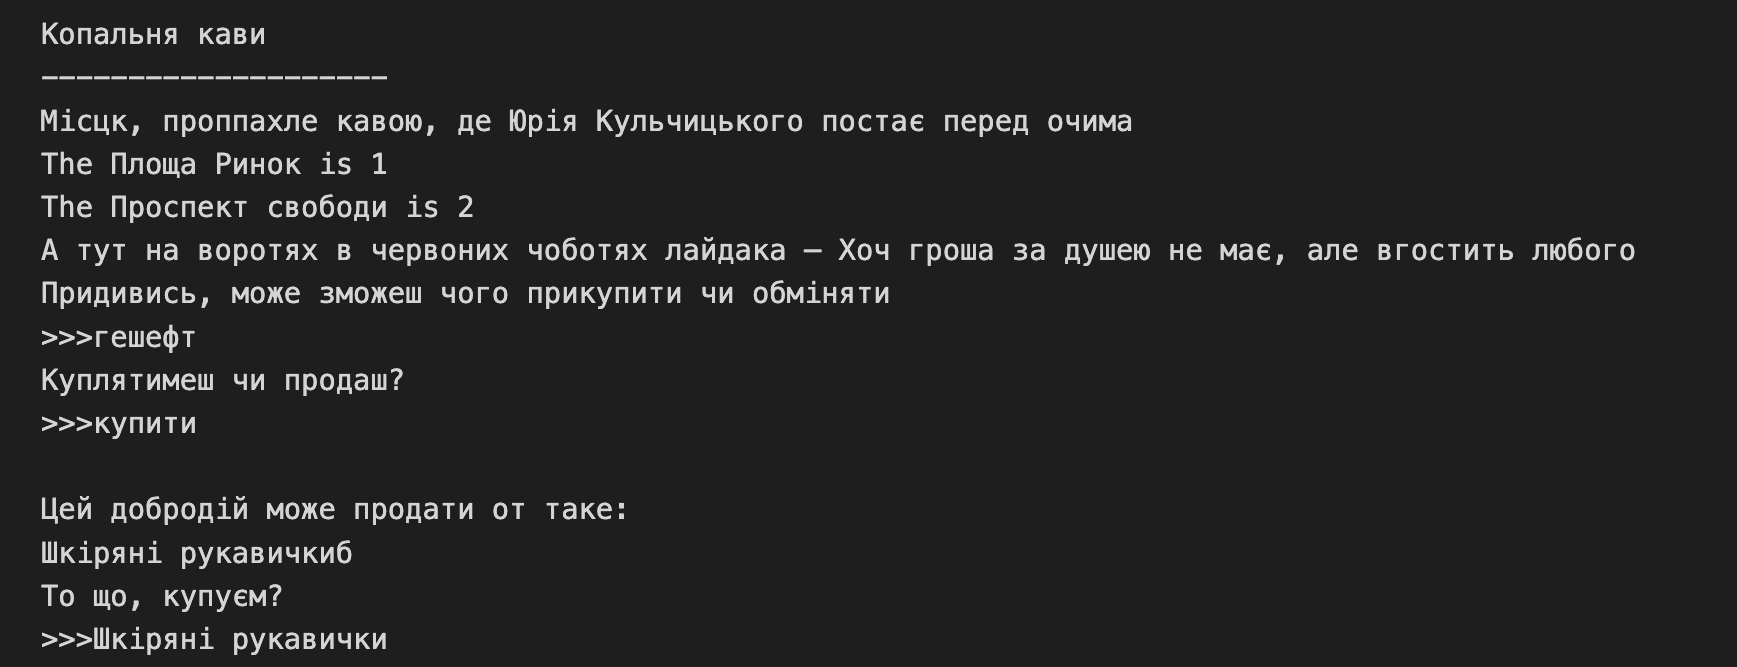 Копальня кави
--------------------
Місцк, проппахле кавою, де Юрія Кульчицького постає перед очима
The Площа Ринок is 1
The Проспект свободи is 2
А тут на воротях в червоних чоботях лайдака – Хоч гроша за душею не має, але вгостить любого
Придивись, може зможеш чого прикупити чи обміняти
>>>гешефт
Куплятимеш чи продаш?
>>>купити
Цей добродій може продати от таке:
Шкіряні рукавичкиб
То що, купуєм?
>>>Шкіряні рукавички